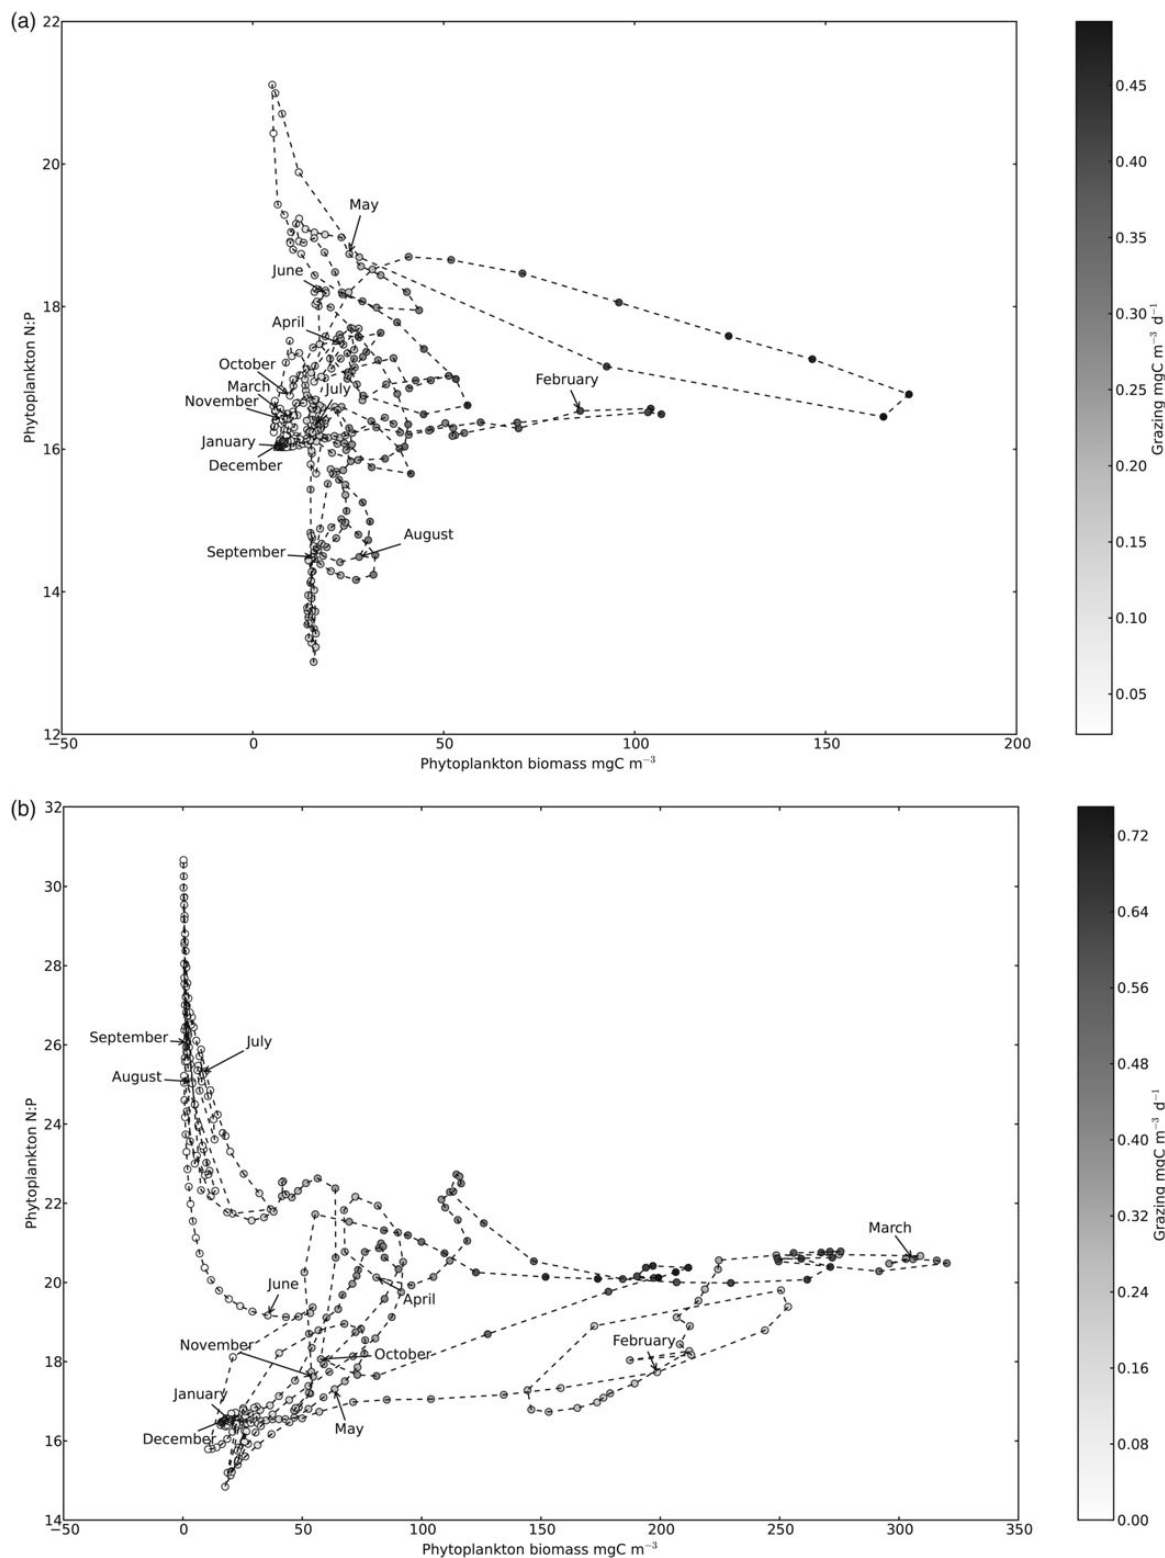 (a)
22
20
18
16
14
12
Phytoplankton N:P
May
June
April
October
March
November
January
December
July
February
September
August
−50
0
50
100
150
200
Phytoplankton biomass mgC m⁻³
0.45
0.40
0.35
0.30
0.25
0.20
0.15
0.10
0.05
Grazing mgC m⁻³ d⁻¹
(b)
32
30
28
26
24
22
20
18
16
14
Phytoplankton N:P
September
July
August
March
June
April
November
October
February
January
May
December
−50
0
50
100
150
200
250
300
350
Phytoplankton biomass mgC m⁻³
0.72
0.64
0.56
0.48
0.40
0.32
0.24
0.16
0.08
0.00
Grazing mgC m⁻³ d⁻¹